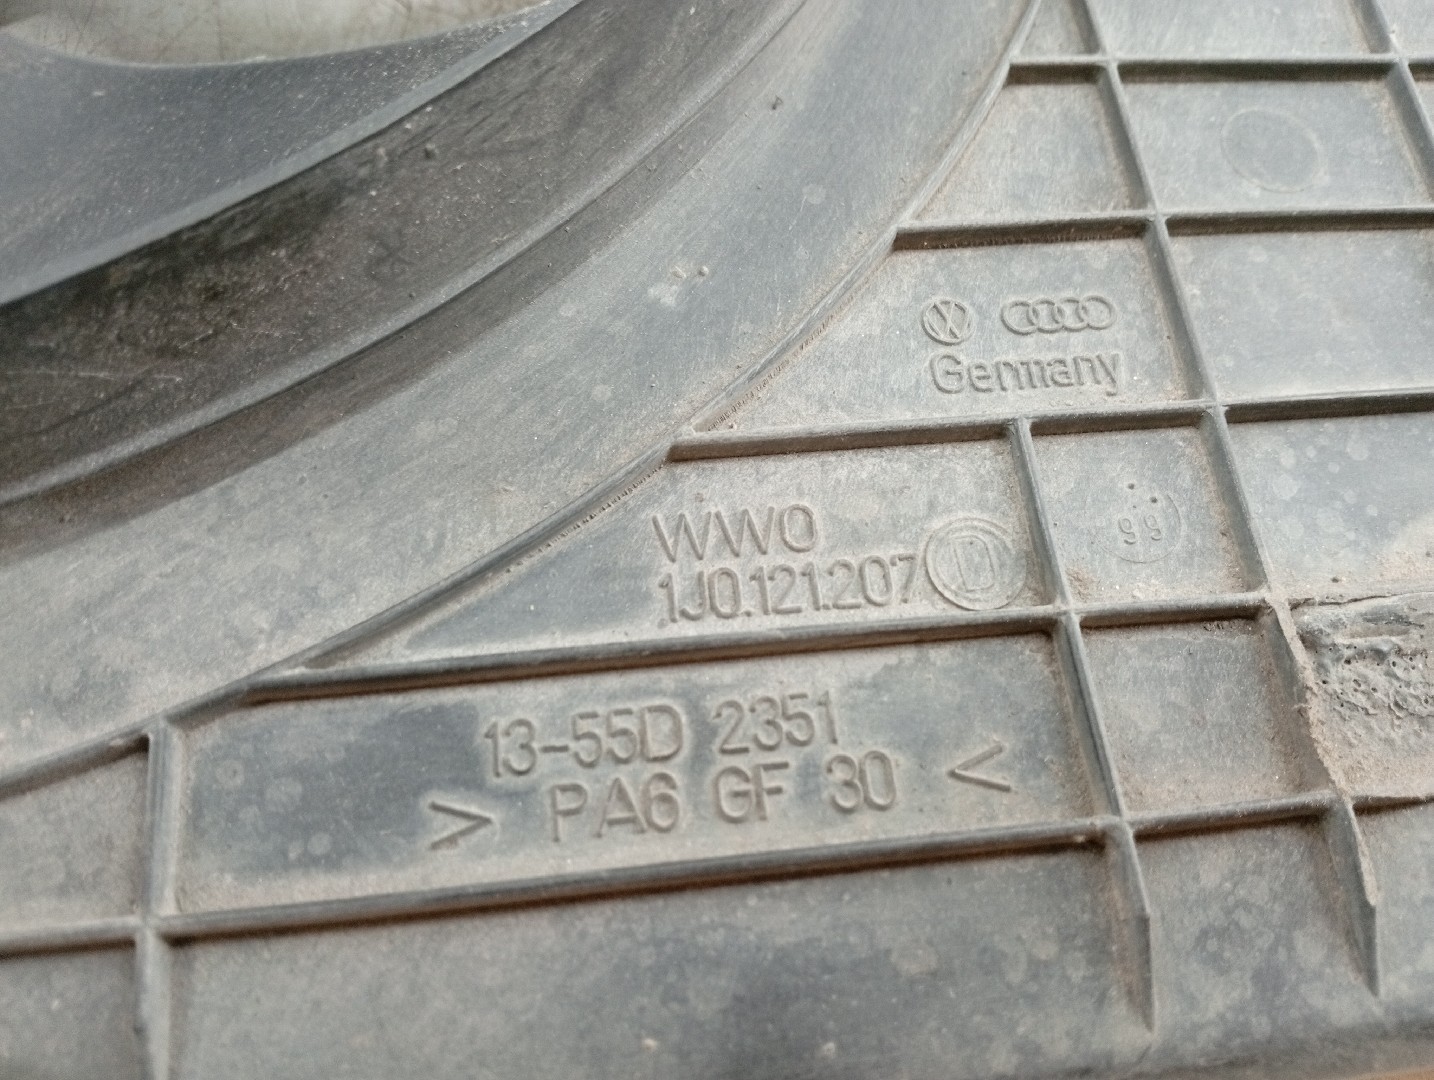 Germany
WWO
1J0.121.207 D
99
13-55D 2351
> PA6 GF 30 <